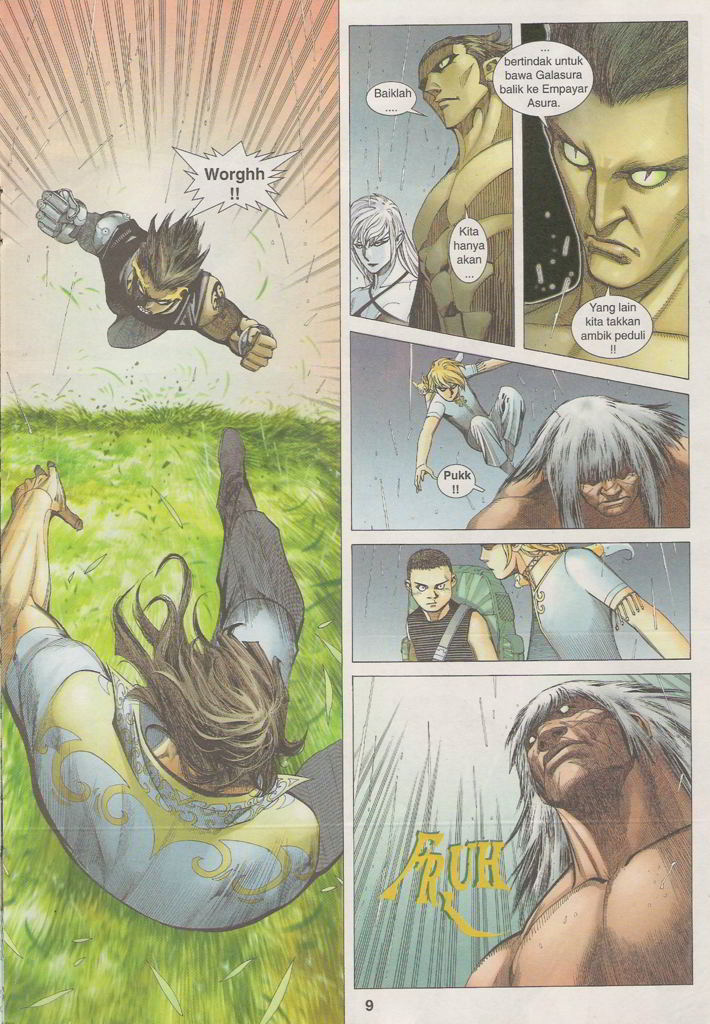 Worghh
!!
Baiklah
....
Kita
hanya
akan
...
...
bertindak untuk
bawa Galasura
balik ke Empayar
Asura.
Yang lain
kita takkan
ambik peduli
!!
Pukk
!!
FRUH
9